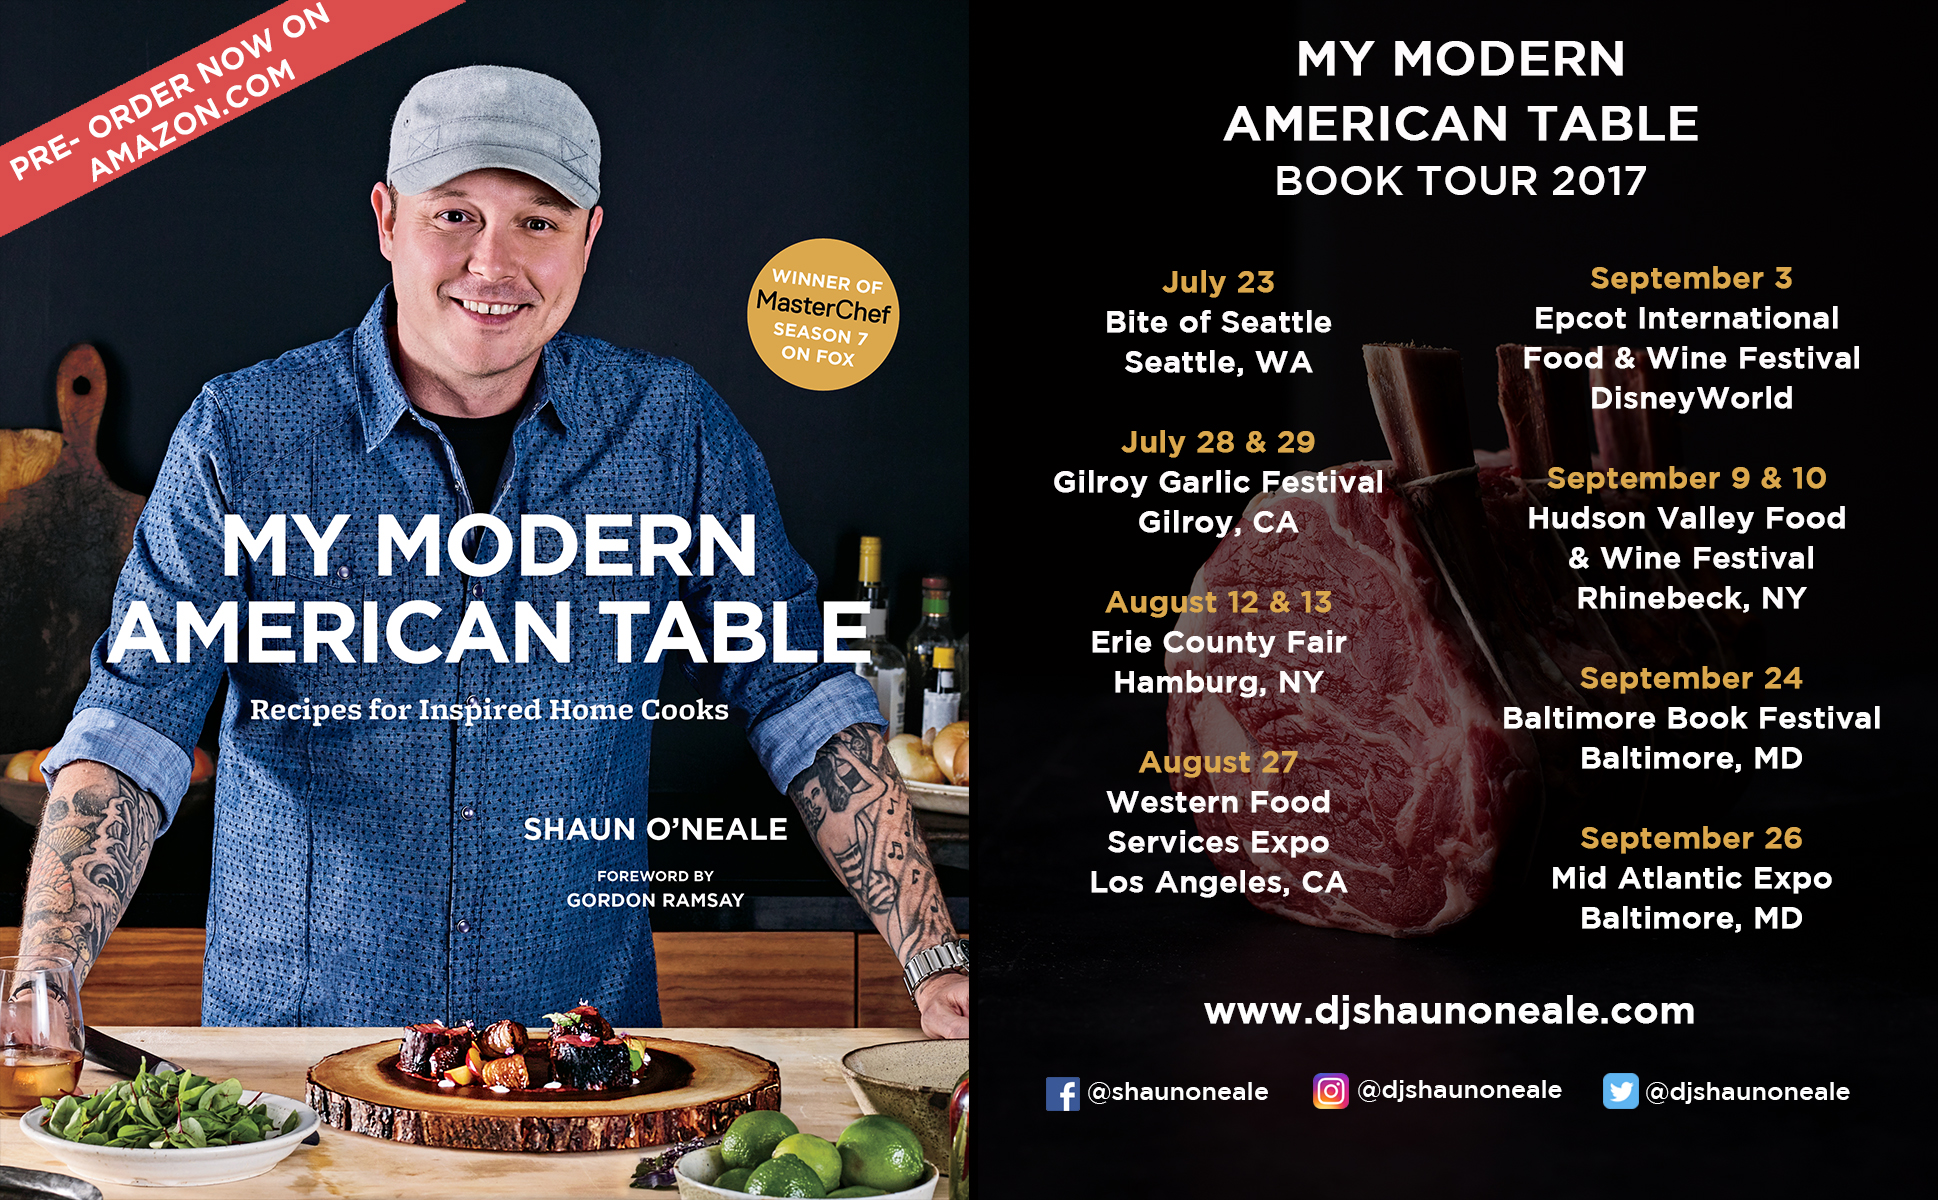 PRE- ORDER NOW ON
AMAZON.COM
WINNER OF
MasterChef
SEASON 7
ON FOX
MY MODERN
AMERICAN TABLE
Recipes for Inspired Home Cooks
SHAUN O'NEALE
FOREWORD BY
GORDON RAMSAY
MY MODERN
AMERICAN TABLE
BOOK TOUR 2017
July 23
Bite of Seattle
Seattle, WA
July 28 & 29
Gilroy Garlic Festival
Gilroy, CA
August 12 & 13
Erie County Fair
Hamburg, NY
August 27
Western Food
Services Expo
Los Angeles, CA
September 3
Epcot International
Food & Wine Festival
DisneyWorld
September 9 & 10
Hudson Valley Food
& Wine Festival
Rhinebeck, NY
September 24
Baltimore Book Festival
Baltimore, MD
September 26
Mid Atlantic Expo
Baltimore, MD
www.djshaunoneale.com
@shaunoneale
@djshaunoneale
@djshaunoneale